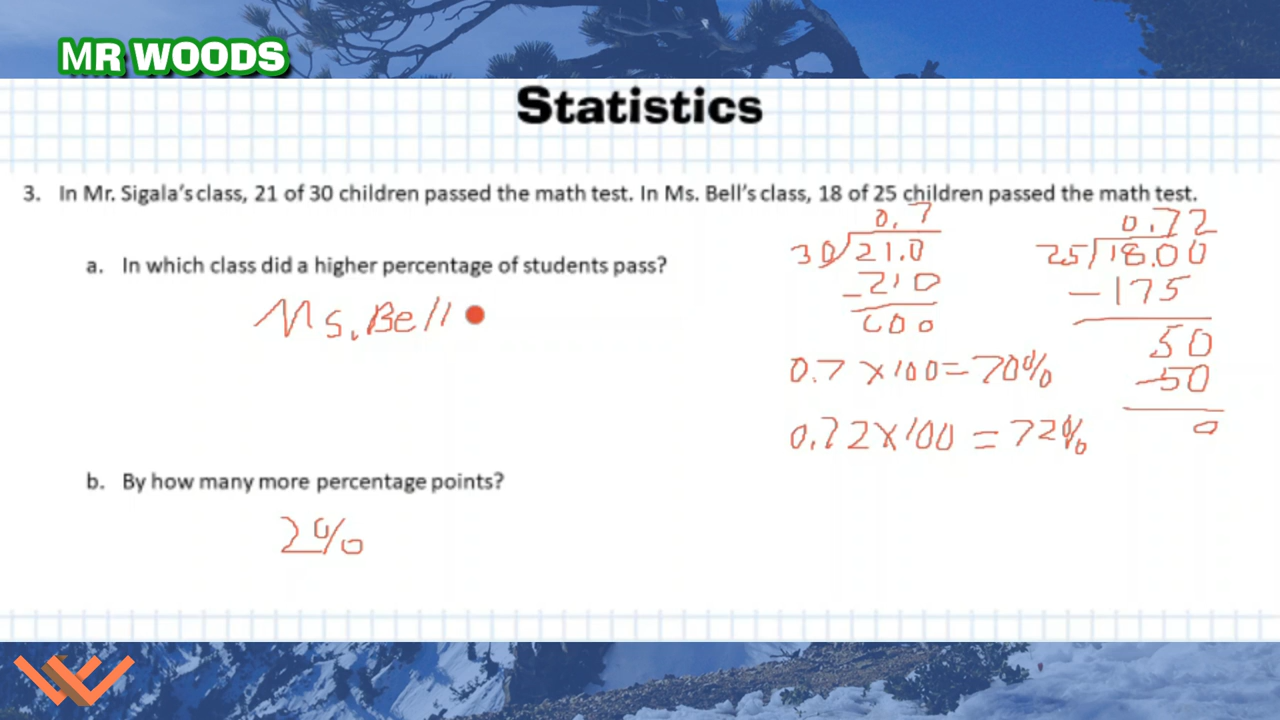 MR WOODS
Statistics
3. In Mr. Sigala's class, 21 of 30 children passed the math test. In Ms. Bell's class, 18 of 25 children passed the math test.
a. In which class did a higher percentage of students pass?
Ms. Bell
0.7
30 21.0
-210
000
0.7 × 100 = 70%
0.72 × 100 = 72%
0.72
25 18.00
-175
50
-50
0
b. By how many more percentage points?
2%